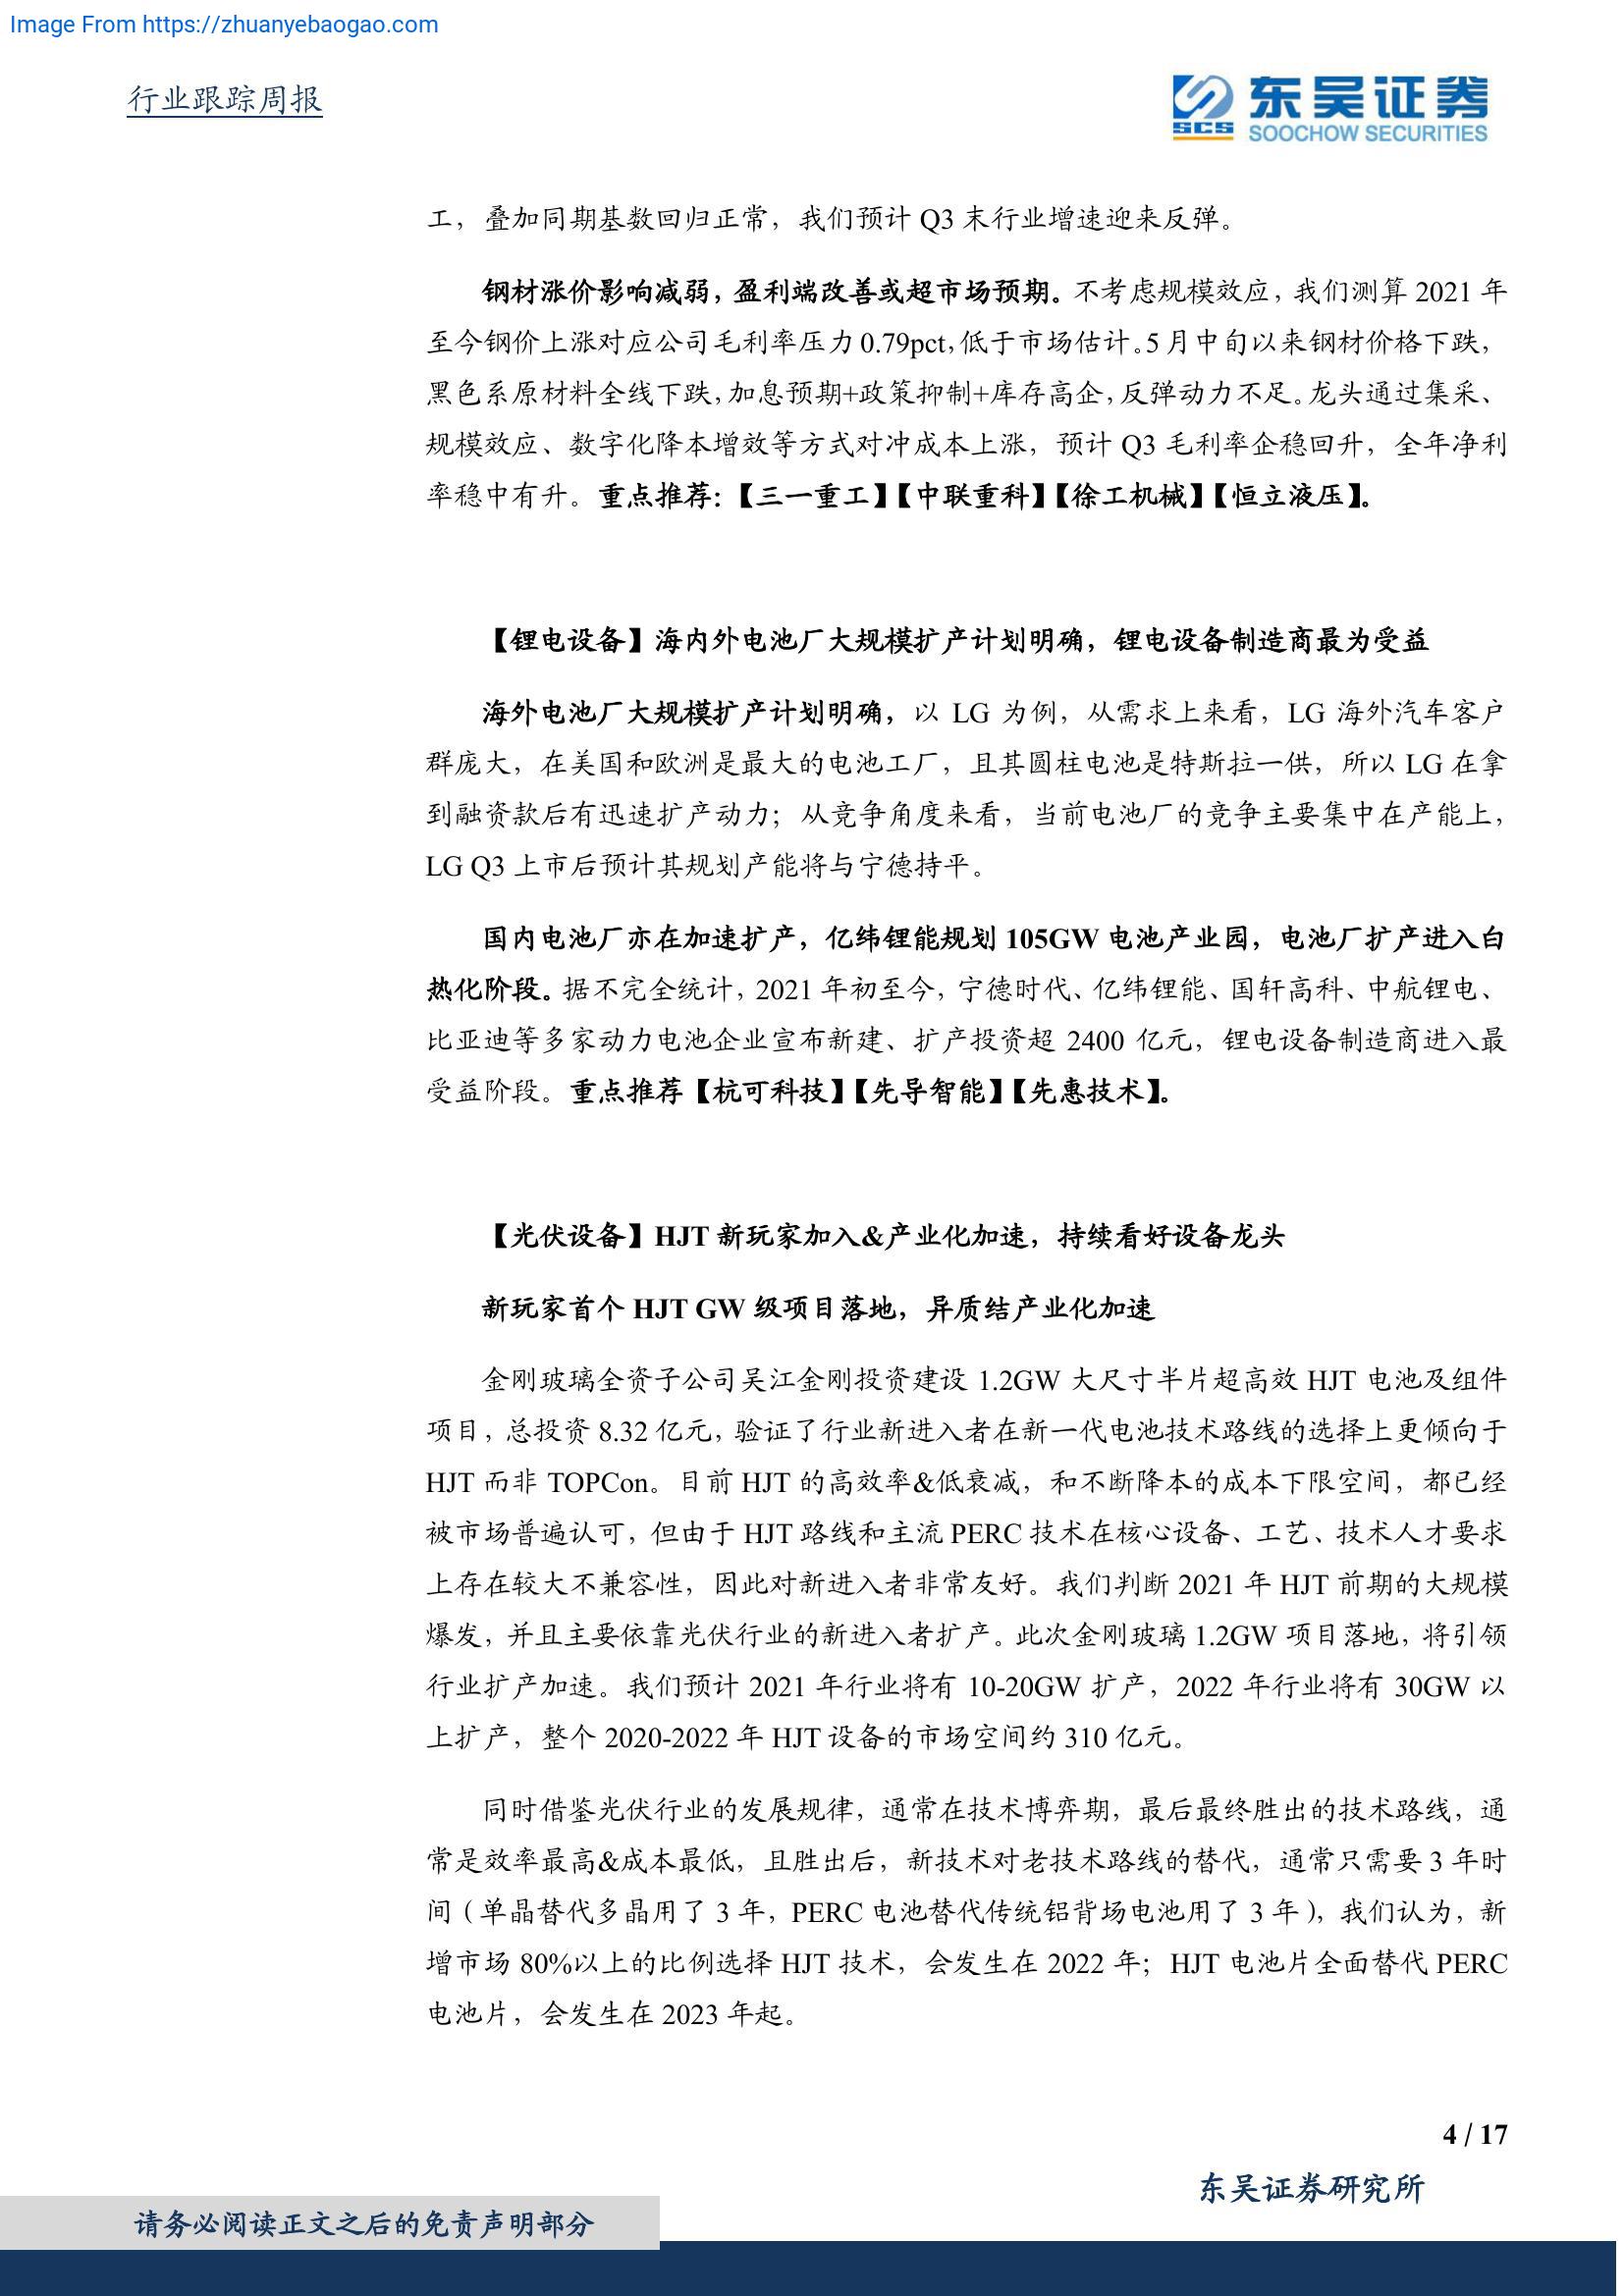 Image From https://zhuanyebaogao.com
行业跟踪周报
SCS 东吴证券
SOOCHOW SECURITIES
工，叠加同期基数回归正常，我们预计 Q3 末行业增速迎来反弹。
钢材涨价影响减弱，盈利端改善或超市场预期。不考虑规模效应，我们测算 2021 年
至今钢价上涨对应公司毛利率压力 0.79pct，低于市场估计。5 月中旬以来钢材价格下跌，
黑色系原材料全线下跌，加息预期+政策抑制+库存高企，反弹动力不足。龙头通过集采、
规模效应、数字化降本增效等方式对冲成本上涨，预计 Q3 毛利率企稳回升，全年净利
率稳中有升。重点推荐：【三一重工】【中联重科】【徐工机械】【恒立液压】。
【锂电设备】海内外电池厂大规模扩产计划明确，锂电设备制造商最为受益
海外电池厂大规模扩产计划明确，以 LG 为例，从需求上来看，LG 海外汽车客户
群庞大，在美国和欧洲是最大的电池工厂，且其圆柱电池是特斯拉一供，所以 LG 在拿
到融资款后有迅速扩产动力；从竞争角度来看，当前电池厂的竞争主要集中在产能上，
LG Q3 上市后预计其规划产能将与宁德持平。
国内电池厂亦在加速扩产，亿纬锂能规划 105GW 电池产业园，电池厂扩产进入白
热化阶段。据不完全统计，2021 年初至今，宁德时代、亿纬锂能、国轩高科、中航锂电、
比亚迪等多家动力电池企业宣布新建、扩产投资超 2400 亿元，锂电设备制造商进入最
受益阶段。重点推荐【杭可科技】【先导智能】【先惠技术】。
【光伏设备】HJT 新玩家加入&产业化加速，持续看好设备龙头
新玩家首个 HJT GW 级项目落地，异质结产业化加速
金刚玻璃全资子公司吴江金刚投资建设 1.2GW 大尺寸半片超高效 HJT 电池及组件
项目，总投资 8.32 亿元，验证了行业新进入者在新一代电池技术路线的选择上更倾向于
HJT 而非 TOPCon。目前 HJT 的高效率&低衰减，和不断降本的成本下限空间，都已经
被市场普遍认可，但由于 HJT 路线和主流 PERC 技术在核心设备、工艺、技术人才要求
上存在较大不兼容性，因此对新进入者非常友好。我们判断 2021 年 HJT 前期的大规模
爆发，并且主要依靠光伏行业的新进入者扩产。此次金刚玻璃 1.2GW 项目落地，将引领
行业扩产加速。我们预计 2021 年行业将有 10-20GW 扩产，2022 年行业将有 30GW 以
上扩产，整个 2020-2022 年 HJT 设备的市场空间约 310 亿元。
同时借鉴光伏行业的发展规律，通常在技术博弈期，最后最终胜出的技术路线，通
常是效率最高&成本最低，且胜出后，新技术对老技术路线的替代，通常只需要 3 年时
间（单晶替代多晶用了 3 年，PERC 电池替代传统铝背场电池用了 3 年），我们认为，新
增市场 80%以上的比例选择 HJT 技术，会发生在 2022 年；HJT 电池片全面替代 PERC
电池片，会发生在 2023 年起。
4 / 17
东吴证券研究所
请务必阅读正文之后的免责声明部分